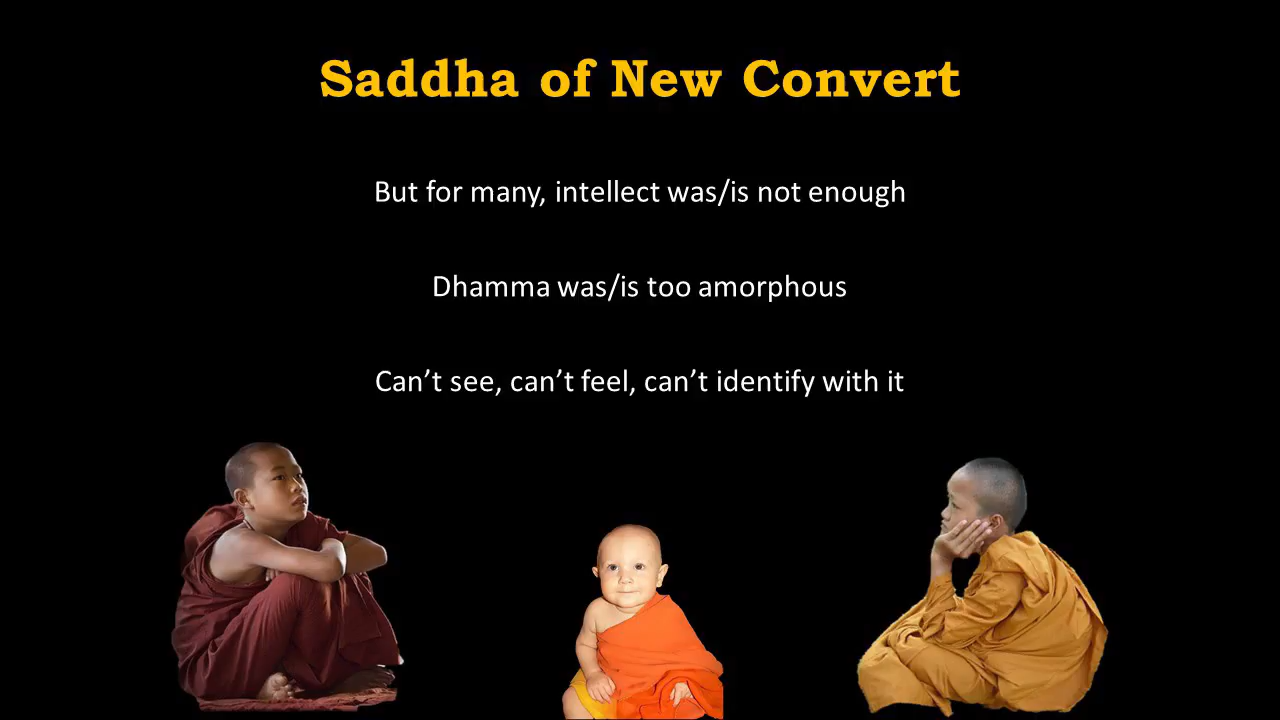 Saddha of New Convert
But for many, intellect was/is not enough
Dhamma was/is too amorphous
Can’t see, can’t feel, can’t identify with it